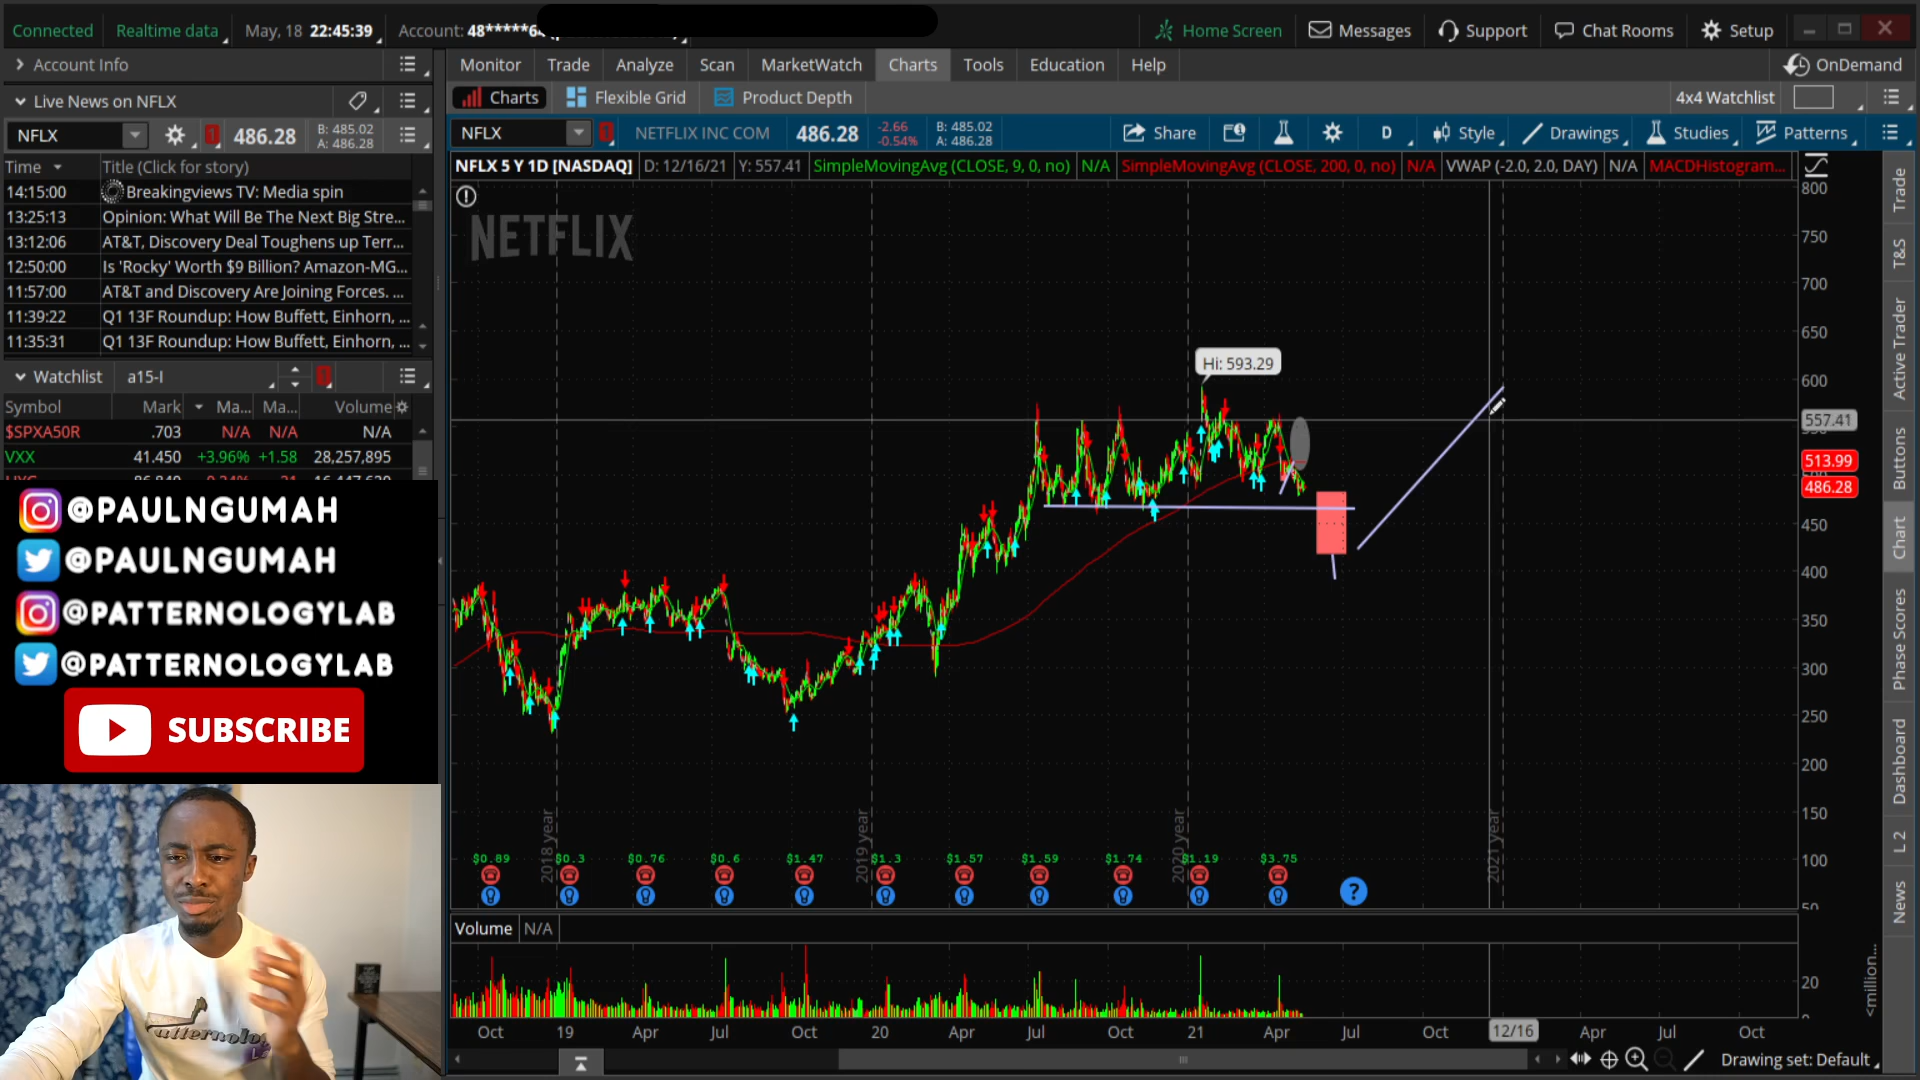 Connected Realtime data May, 18 22:45:39 Account: 48*****64 Home Screen Messages Support Chat Rooms Setup
Account Info
Monitor Trade Analyze Scan MarketWatch Charts Tools Education Help OnDemand
Live News on NFLX
Charts Flexible Grid Product Depth 4x4 Watchlist
NFLX 1 486.28 B: 485.02 A: 486.28
NFLX 1 NETFLIX INC COM 486.28 -2.66 -0.54% B: 485.02 A: 486.28 Share D Style Drawings Studies Patterns
Time Title (Click for story)
NFLX 5 Y 1D [NASDAQ] D: 12/16/21 Y: 557.41 SimpleMovingAvg (CLOSE, 9, 0, no) N/A SimpleMovingAvg (CLOSE, 200, 0, no) N/A VWAP (-2.0, 2.0, DAY) N/A MACDHistogram...
14:15:00 Breakingviews TV: Media spin
13:25:13 Opinion: What Will Be The Next Big Stre...
13:12:06 AT&T, Discovery Deal Toughens up Terr...
12:50:00 Is 'Rocky' Worth $9 Billion? Amazon-MG...
11:57:00 AT&T and Discovery Are Joining Forces. ...
11:39:22 Q1 13F Roundup: How Buffett, Einhorn, ...
11:35:31 Q1 13F Roundup: How Buffett, Einhorn, ...
Watchlist a15-I
Symbol Mark Ma... Ma... Volume
$SPXA50R .703 N/A N/A N/A
VXX 41.450 +3.96% +1.58 28,257,895
@PAULNGUMAH
@PAULNGUMAH
@PATTERNOLOGYLAB
@PATTERNOLOGYLAB
SUBSCRIBE
NETFLIX
Hi: 593.29
800
750
700
650
600
557.41
513.99
486.28
450
400
350
300
250
200
150
100
50
2018 year 2019 year 2020 year 2021 year
$0.89 $0.3 $0.76 $0.6 $1.47 $1.3 $1.57 $1.59 $1.74 $1.19 $3.75
?
Volume N/A
20
<million...
Oct 19 Apr Jul Oct 20 Apr Jul Oct 21 Apr Jul Oct 12/16 Apr Jul Oct
Drawing set: Default
Trade
T&S
Active Trader
Buttons
Chart
Phase Scores
Dashboard
L 2
News